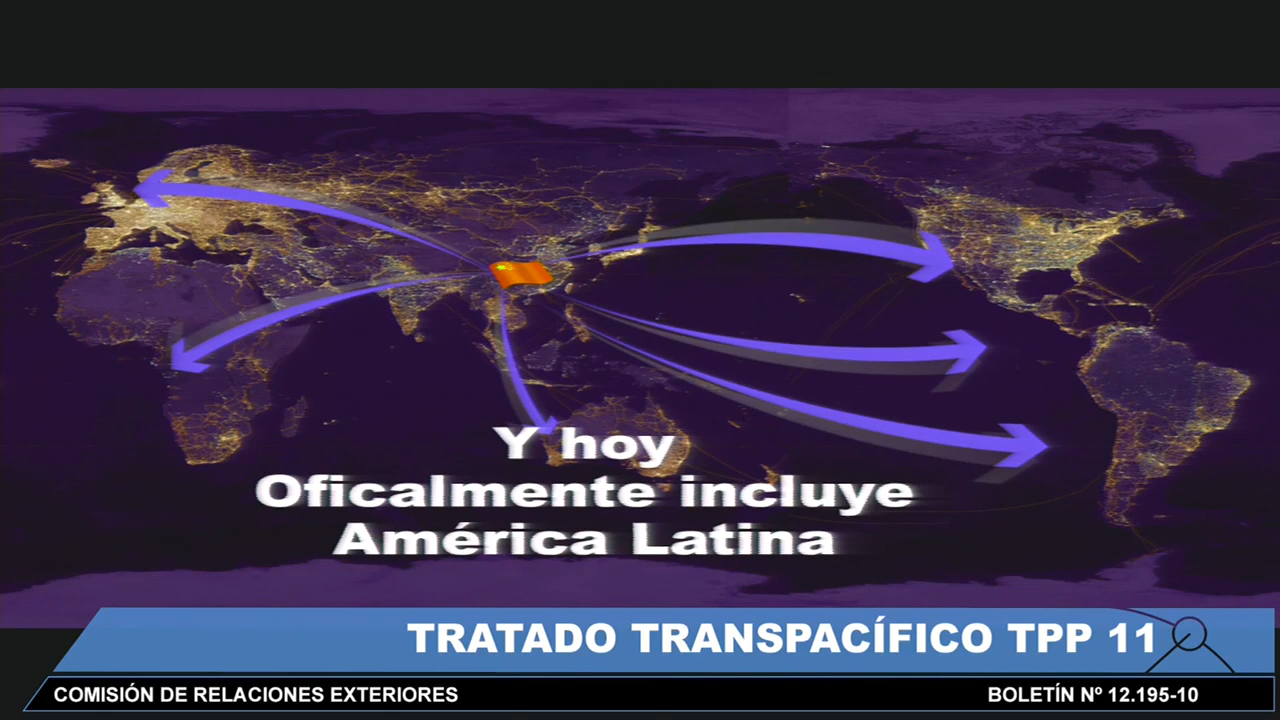 Y hoy
Oficalmente incluye
América Latina
TRATADO TRANSPACÍFICO TPP 11
COMISIÓN DE RELACIONES EXTERIORES
BOLETÍN Nº 12.195-10